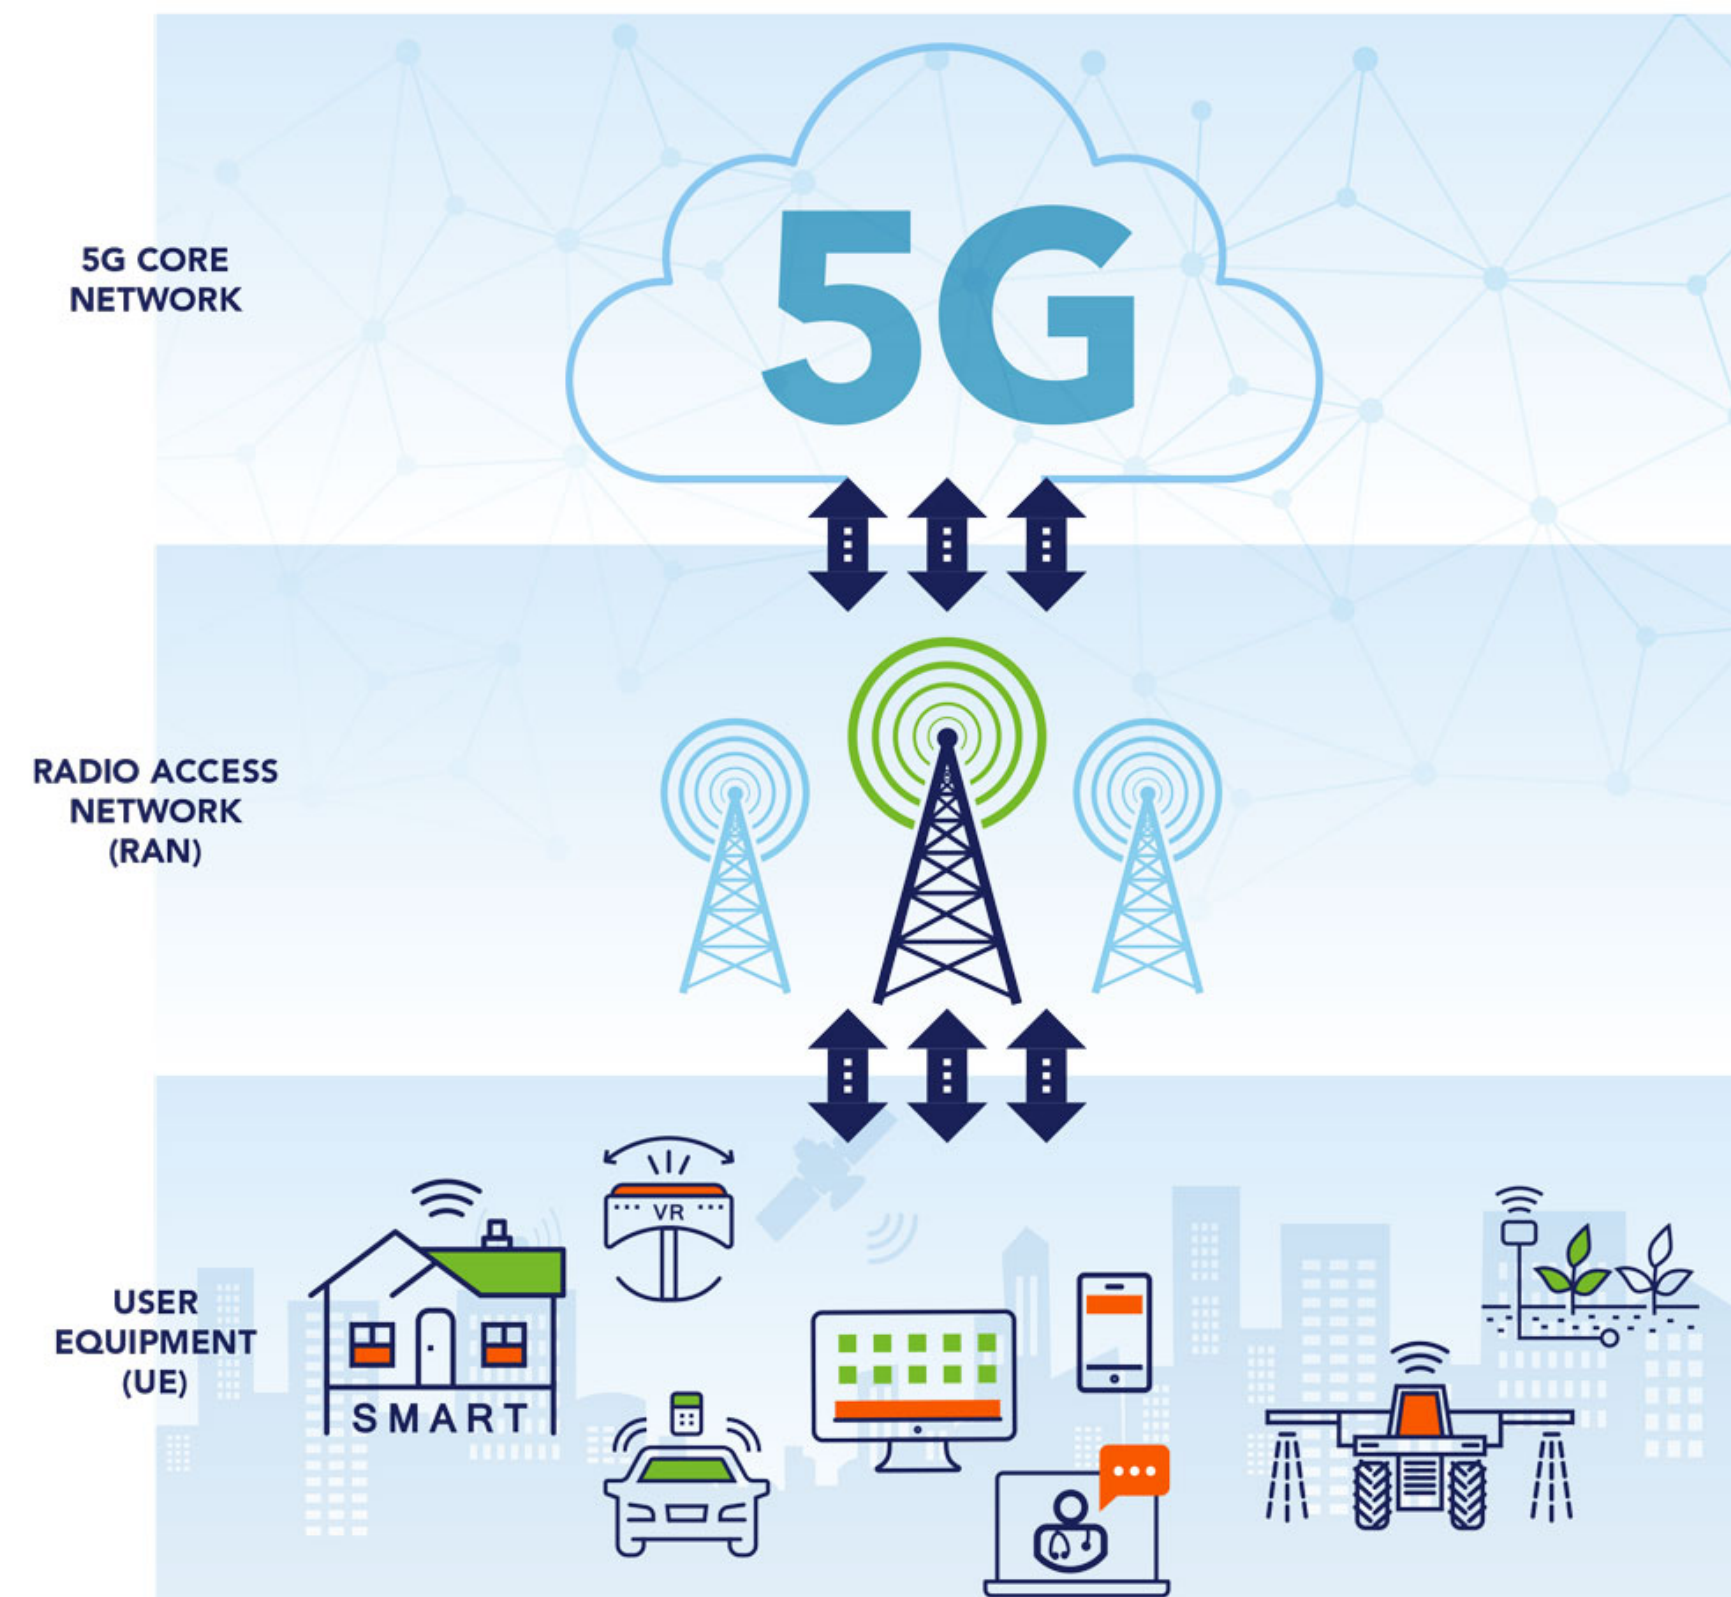 5G CORE
NETWORK
5G
RADIO ACCESS
NETWORK
(RAN)
USER
EQUIPMENT
(UE)
VR
SMART